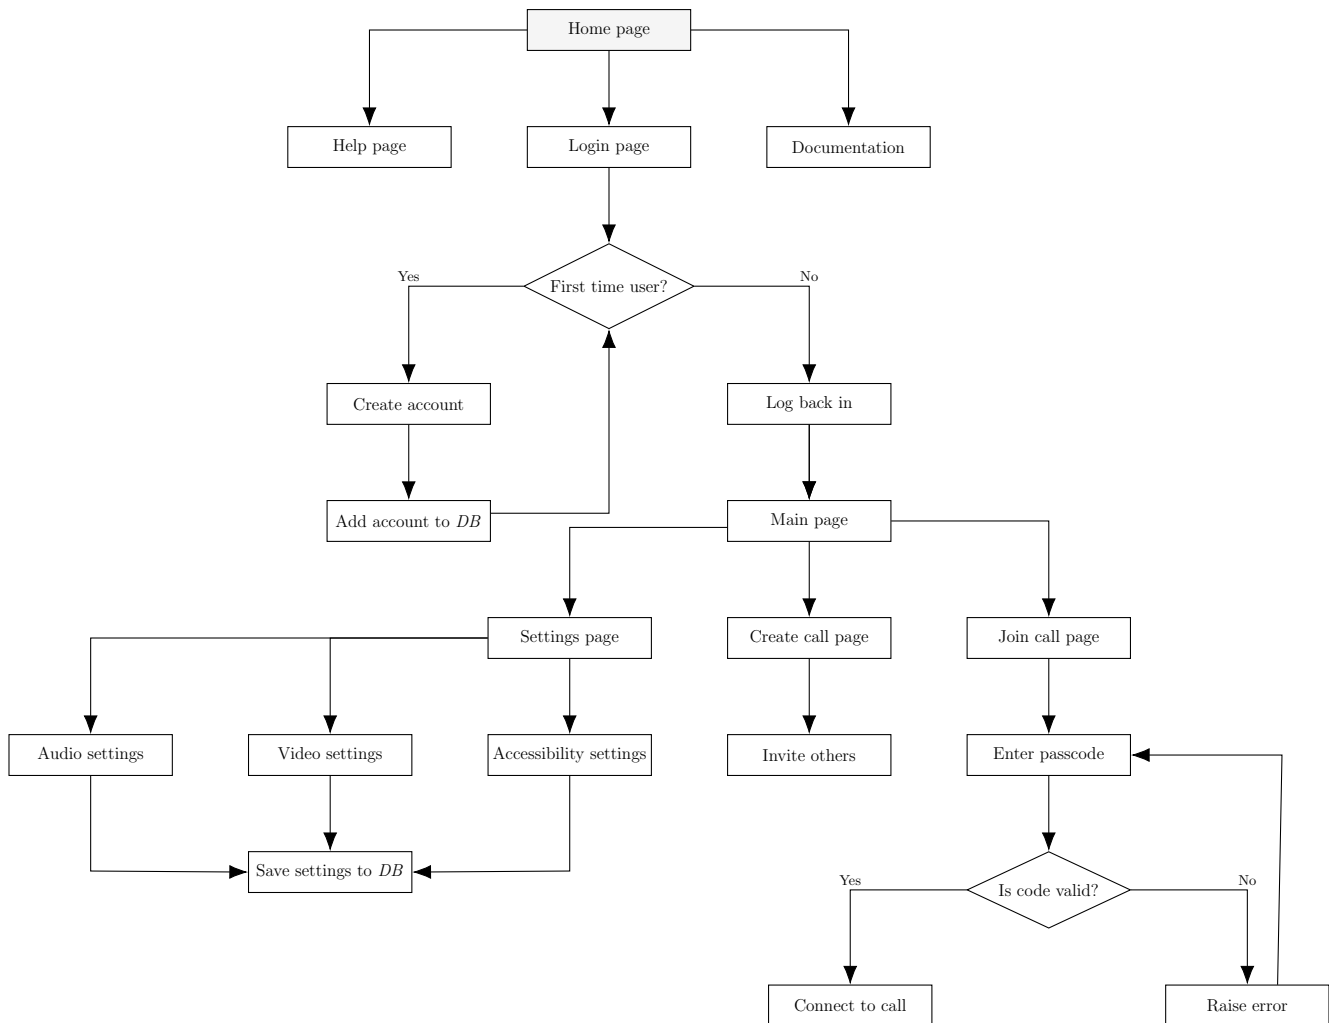 Home page
Help page
Login page
Documentation
Yes
First time user?
No
Create account
Log back in
Add account to DB
Main page
Settings page
Create call page
Join call page
Audio settings
Video settings
Accessibility settings
Invite others
Enter passcode
Save settings to DB
Yes
Is code valid?
No
Connect to call
Raise error